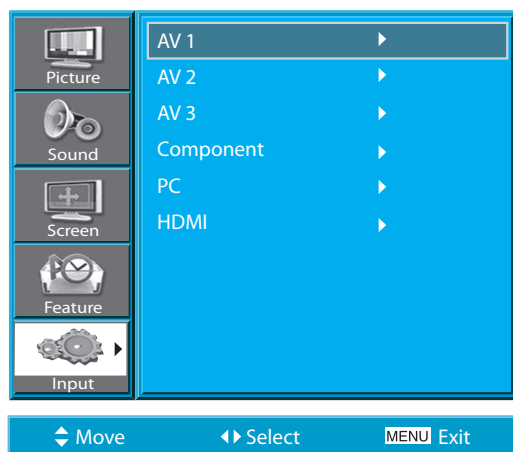 Picture
Sound
Screen
Feature
Input
AV 1
AV 2
AV 3
Component
PC
HDMI
Move Select MENU Exit